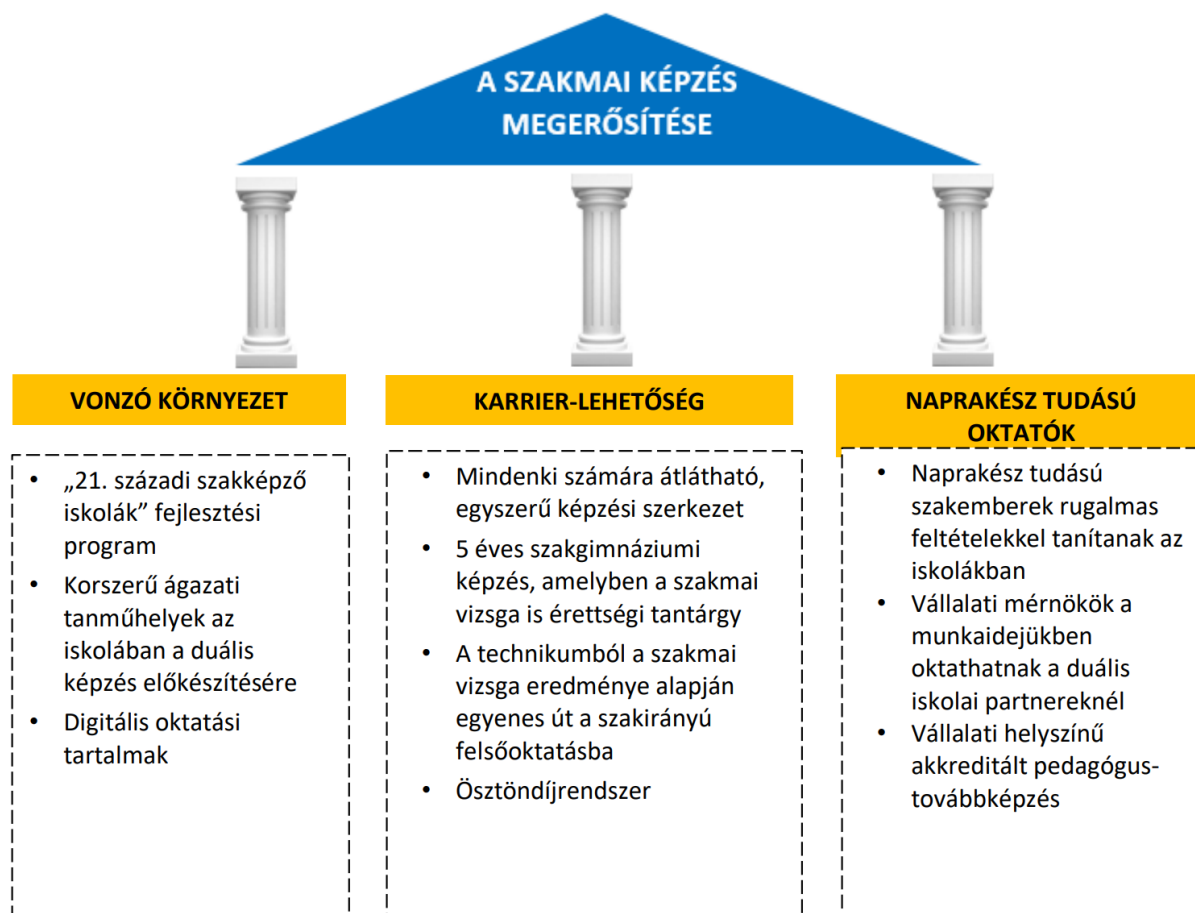 A SZAKMAI KÉPZÉS
MEGERŐSÍTÉSE
VONZÓ KÖRNYEZET
• „21. századi szakképző
iskolák” fejlesztési
program
• Korszerű ágazati
tanműhelyek az
iskolában a duális
képzés előkészítésére
• Digitális oktatási
tartalmak
KARRIER-LEHETŐSÉG
• Mindenki számára átlátható,
egyszerű képzési szerkezet
• 5 éves szakgimnáziumi
képzés, amelyben a szakmai
vizsga is érettségi tantárgy
• A technikumból a szakmai
vizsga eredménye alapján
egyenes út a szakirányú
felsőoktatásba
• Ösztöndíjrendszer
NAPRAKÉSZ TUDÁSÚ
OKTATÓK
• Naprakész tudású
szakemberek rugalmas
feltételekkel tanítanak az
iskolákban
• Vállalati mérnökök a
munkaidejükben
oktathatnak a duális
iskolai partnereknél
• Vállalati helyszínű
akkreditált pedagógus-
továbbképzés